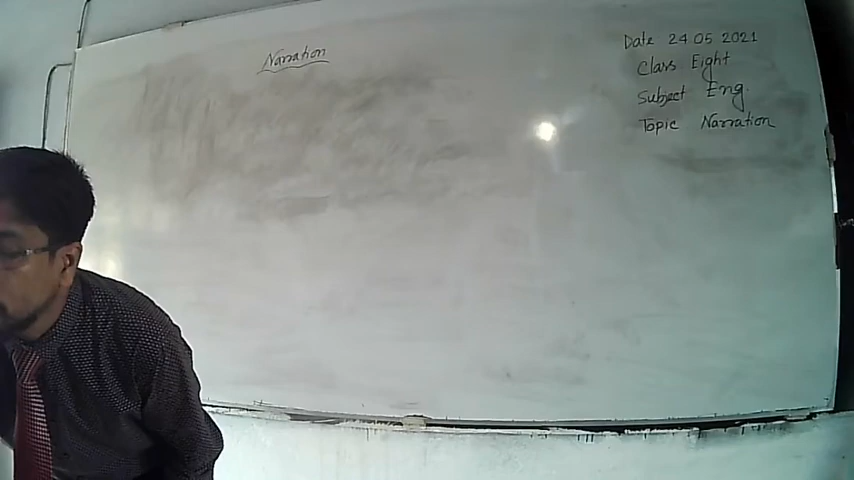 Narration
Date 24.05 2021
Class Eight
Subject Eng.
Topic Narration